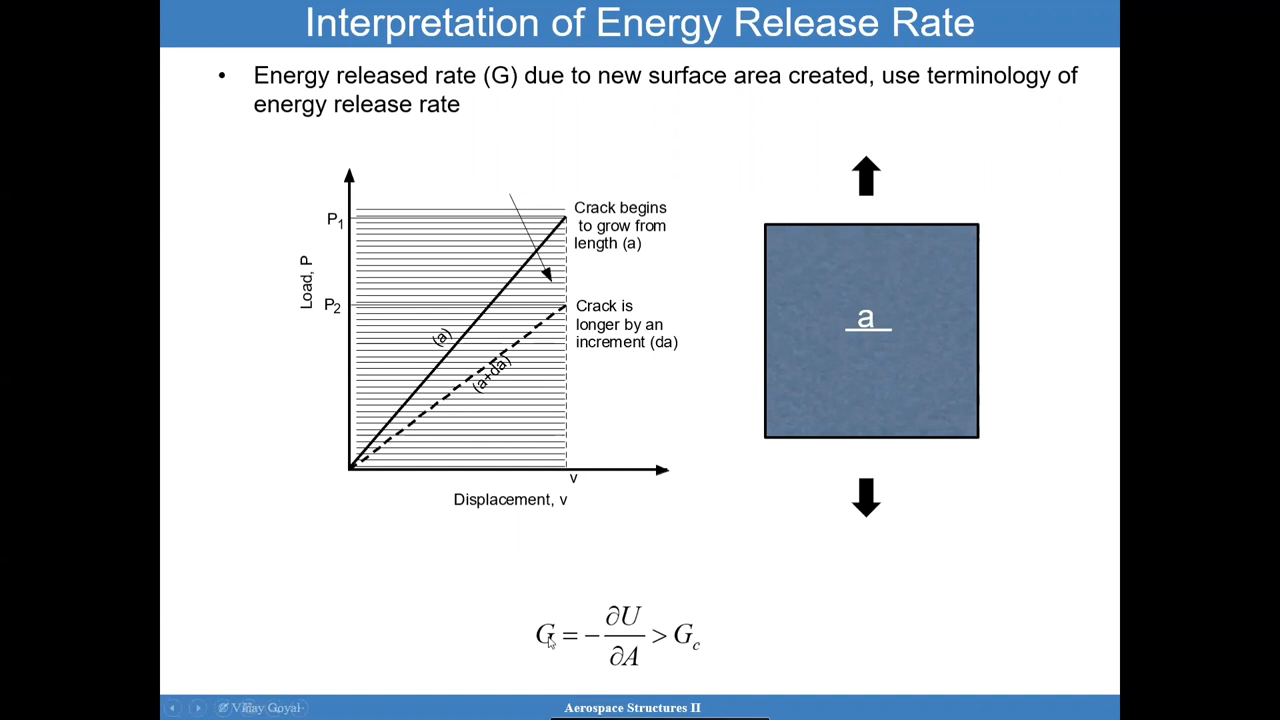 Interpretation of Energy Release Rate
• Energy released rate (G) due to new surface area created, use terminology of
energy release rate
P1
P2
Load, P
(a)
(a+da)
Crack begins
to grow from
length (a)
Crack is
longer by an
increment (da)
v
Displacement, v
a
G = − ∂U/∂A > Gc
Vinay Goyal
Aerospace Structures II